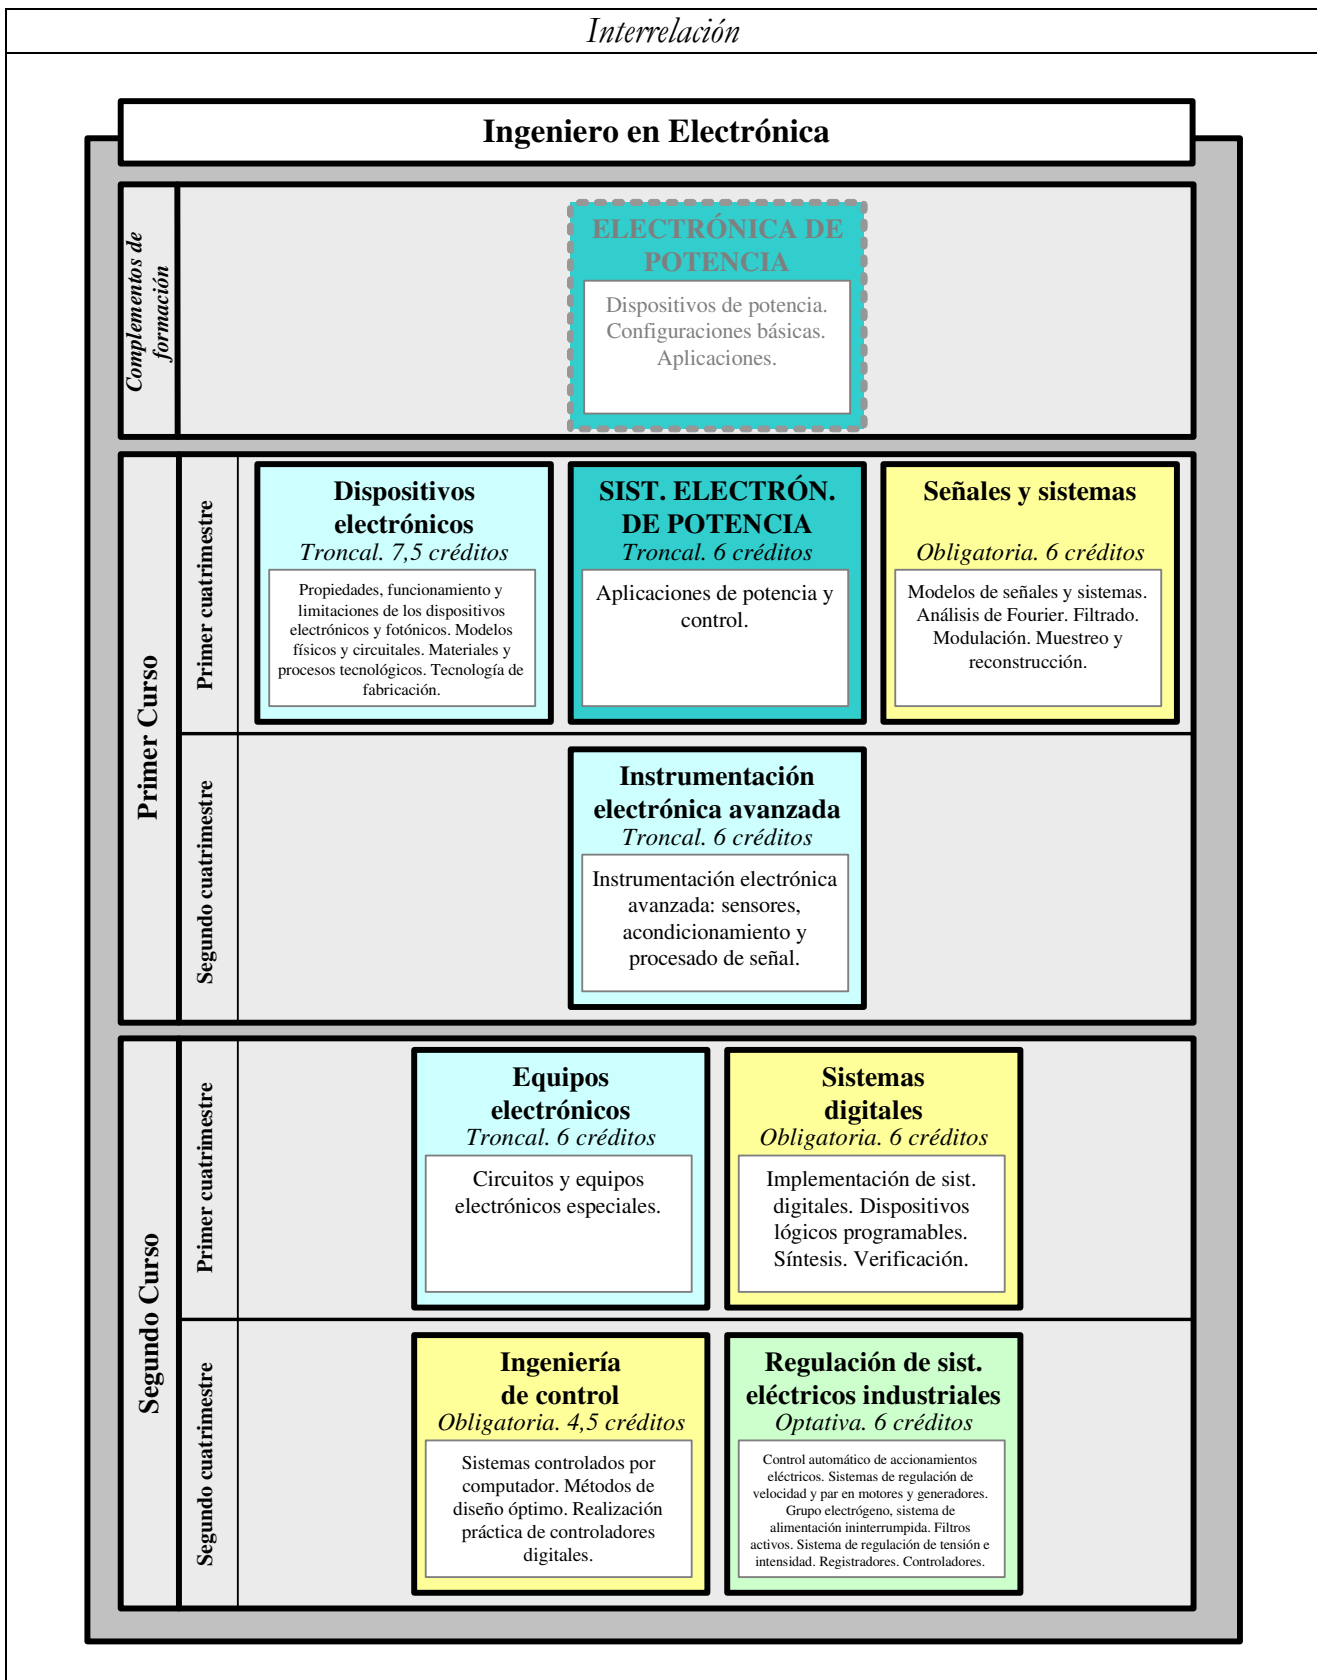 Interrelación
Ingeniero en Electrónica
Complementos de
formación
ELECTRÓNICA DE
POTENCIA
Dispositivos de potencia.
Configuraciones básicas.
Aplicaciones.
Primer Curso
Primer cuatrimestre
Dispositivos
electrónicos
Troncal. 7,5 créditos
Propiedades, funcionamiento y
limitaciones de los dispositivos
electrónicos y fotónicos. Modelos
físicos y circuitales. Materiales y
procesos tecnológicos. Tecnología de
fabricación.
SIST. ELECTRÓN.
DE POTENCIA
Troncal. 6 créditos
Aplicaciones de potencia y
control.
Señales y sistemas
Obligatoria. 6 créditos
Modelos de señales y sistemas.
Análisis de Fourier. Filtrado.
Modulación. Muestreo y
reconstrucción.
Segundo cuatrimestre
Instrumentación
electrónica avanzada
Troncal. 6 créditos
Instrumentación electrónica
avanzada: sensores,
acondicionamiento y
procesado de señal.
Segundo Curso
Primer cuatrimestre
Equipos
electrónicos
Troncal. 6 créditos
Circuitos y equipos
electrónicos especiales.
Sistemas
digitales
Obligatoria. 6 créditos
Implementación de sist.
digitales. Dispositivos
lógicos programables.
Síntesis. Verificación.
Segundo cuatrimestre
Ingeniería
de control
Obligatoria. 4,5 créditos
Sistemas controlados por
computador. Métodos de
diseño óptimo. Realización
práctica de controladores
digitales.
Regulación de sist.
eléctricos industriales
Optativa. 6 créditos
Control automático de accionamientos
eléctricos. Sistemas de regulación de
velocidad y par en motores y generadores.
Grupo electrógeno, sistema de
alimentación ininterrumpida. Filtros
activos. Sistema de regulación de tensión e
intensidad. Registradores. Controladores.